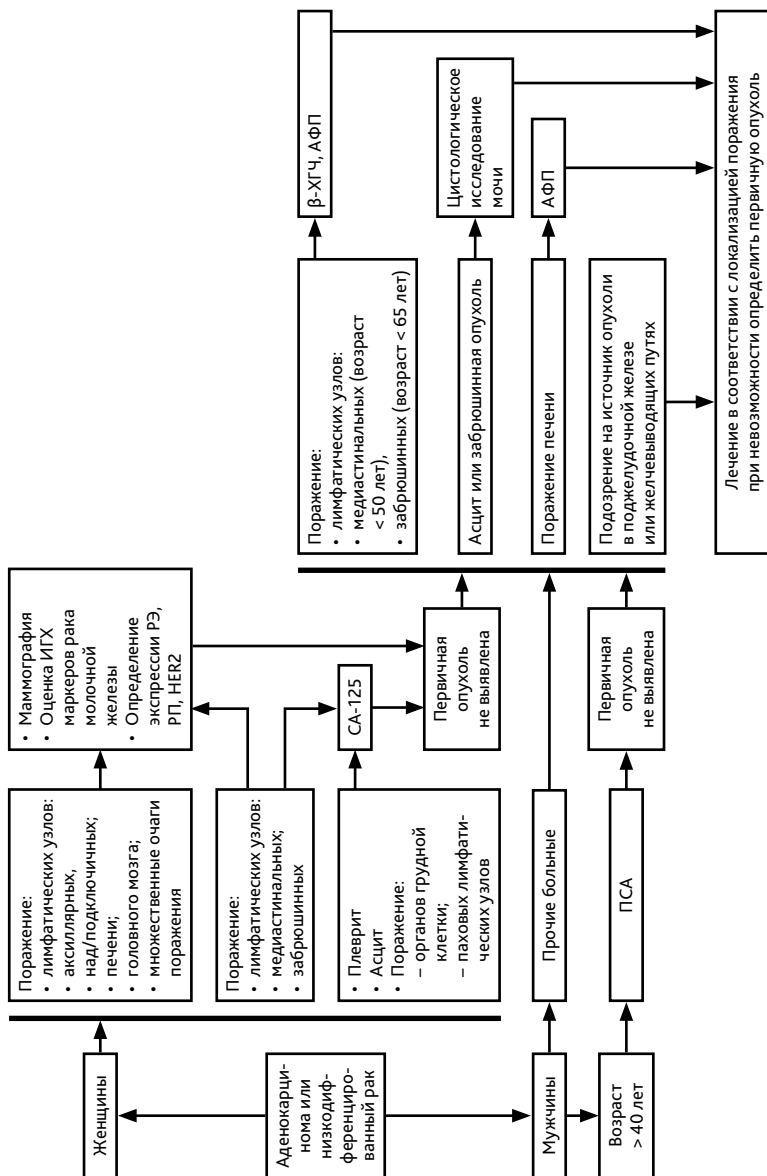 Аденокарци-
нома или
низкодиф-
ференциро-
ванный рак
Женщины
Мужчины
Возраст
> 40 лет
Поражение:
• лимфатических узлов:
• аксиллярных,
• над/подключичных;
• печени;
• головного мозга;
• множественные очаги
поражения
Поражение:
• лимфатических узлов:
• медиастинальных;
• забрюшинных
• Плеврит
• Асцит
• Поражение:
– органов грудной
клетки;
– паховых лимфати-
ческих узлов
Прочие больные
ПСА
• Маммография
• Оценка ИГХ
маркеров рака
молочной
железы
• Определение
экспрессии РЭ,
РП, HER2
СА-125
Первичная
опухоль
не выявлена
Первичная
опухоль
не выявлена
Поражение:
• лимфатических узлов:
• медиастинальных (возраст
< 50 лет),
• забрюшинных (возраст < 65 лет)
Асцит или забрюшинная опухоль
Поражение печени
Подозрение на источник опухоли
в поджелудочной железе
или желчевыводящих путях
β-ХГЧ, АФП
Цистологическое
исследование
мочи
АФП
Лечение в соответствии с локализацией поражения
при невозможности определить первичную опухоль